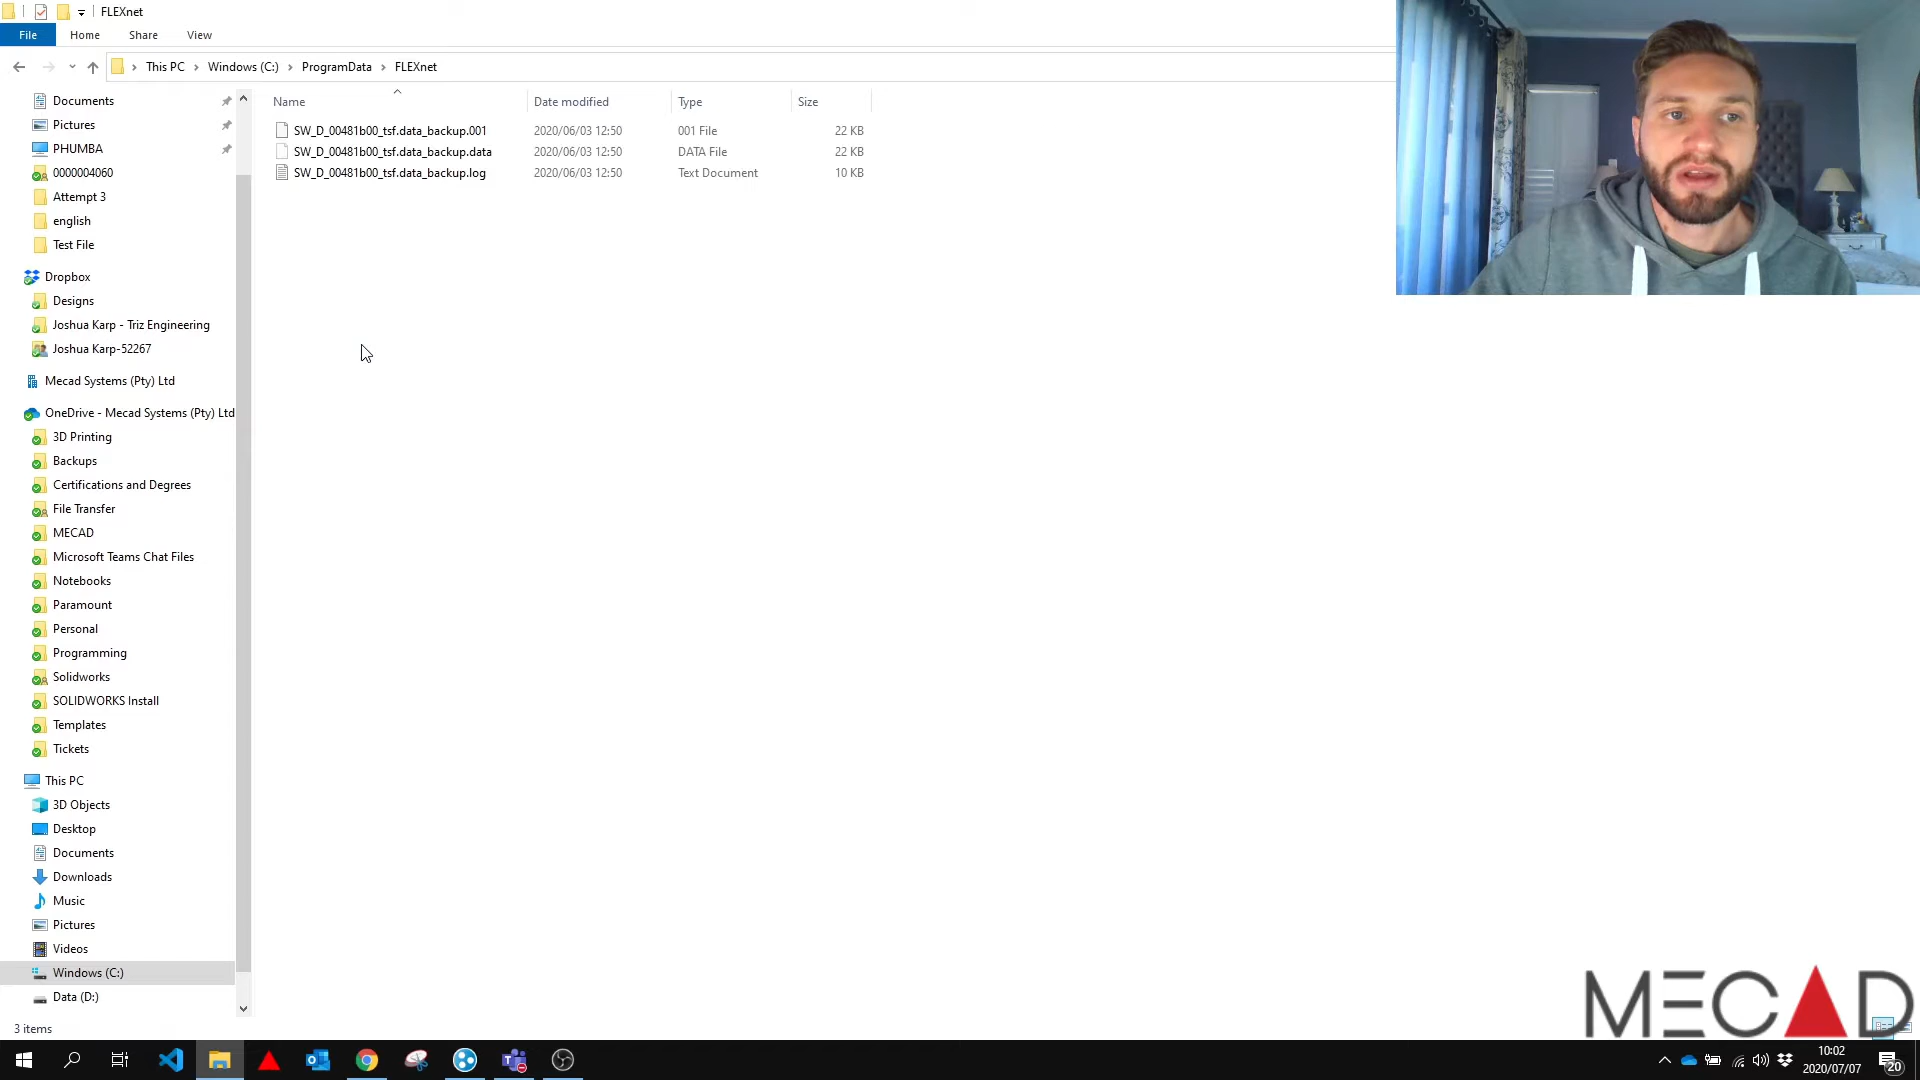 FLEXnet
File Home Share View
This PC Windows (C:) ProgramData FLEXnet
Name Date modified Type Size
SW_D_00481b00_tsf.data_backup.001 2020/06/03 12:50 001 File 22 KB
SW_D_00481b00_tsf.data_backup.data 2020/06/03 12:50 DATA File 22 KB
SW_D_00481b00_tsf.data_backup.log 2020/06/03 12:50 Text Document 10 KB
Documents
Pictures
PHUMBA
0000004060
Attempt 3
english
Test File
Dropbox
Designs
Joshua Karp - Triz Engineering
Joshua Karp-52267
Mecad Systems (Pty) Ltd
OneDrive - Mecad Systems (Pty) Ltd
3D Printing
Backups
Certifications and Degrees
File Transfer
MECAD
Microsoft Teams Chat Files
Notebooks
Paramount
Personal
Programming
Solidworks
SOLIDWORKS Install
Templates
Tickets
This PC
3D Objects
Desktop
Documents
Downloads
Music
Pictures
Videos
Windows (C:)
Data (D:)
3 items
MECAD
10:02
2020/07/07
20